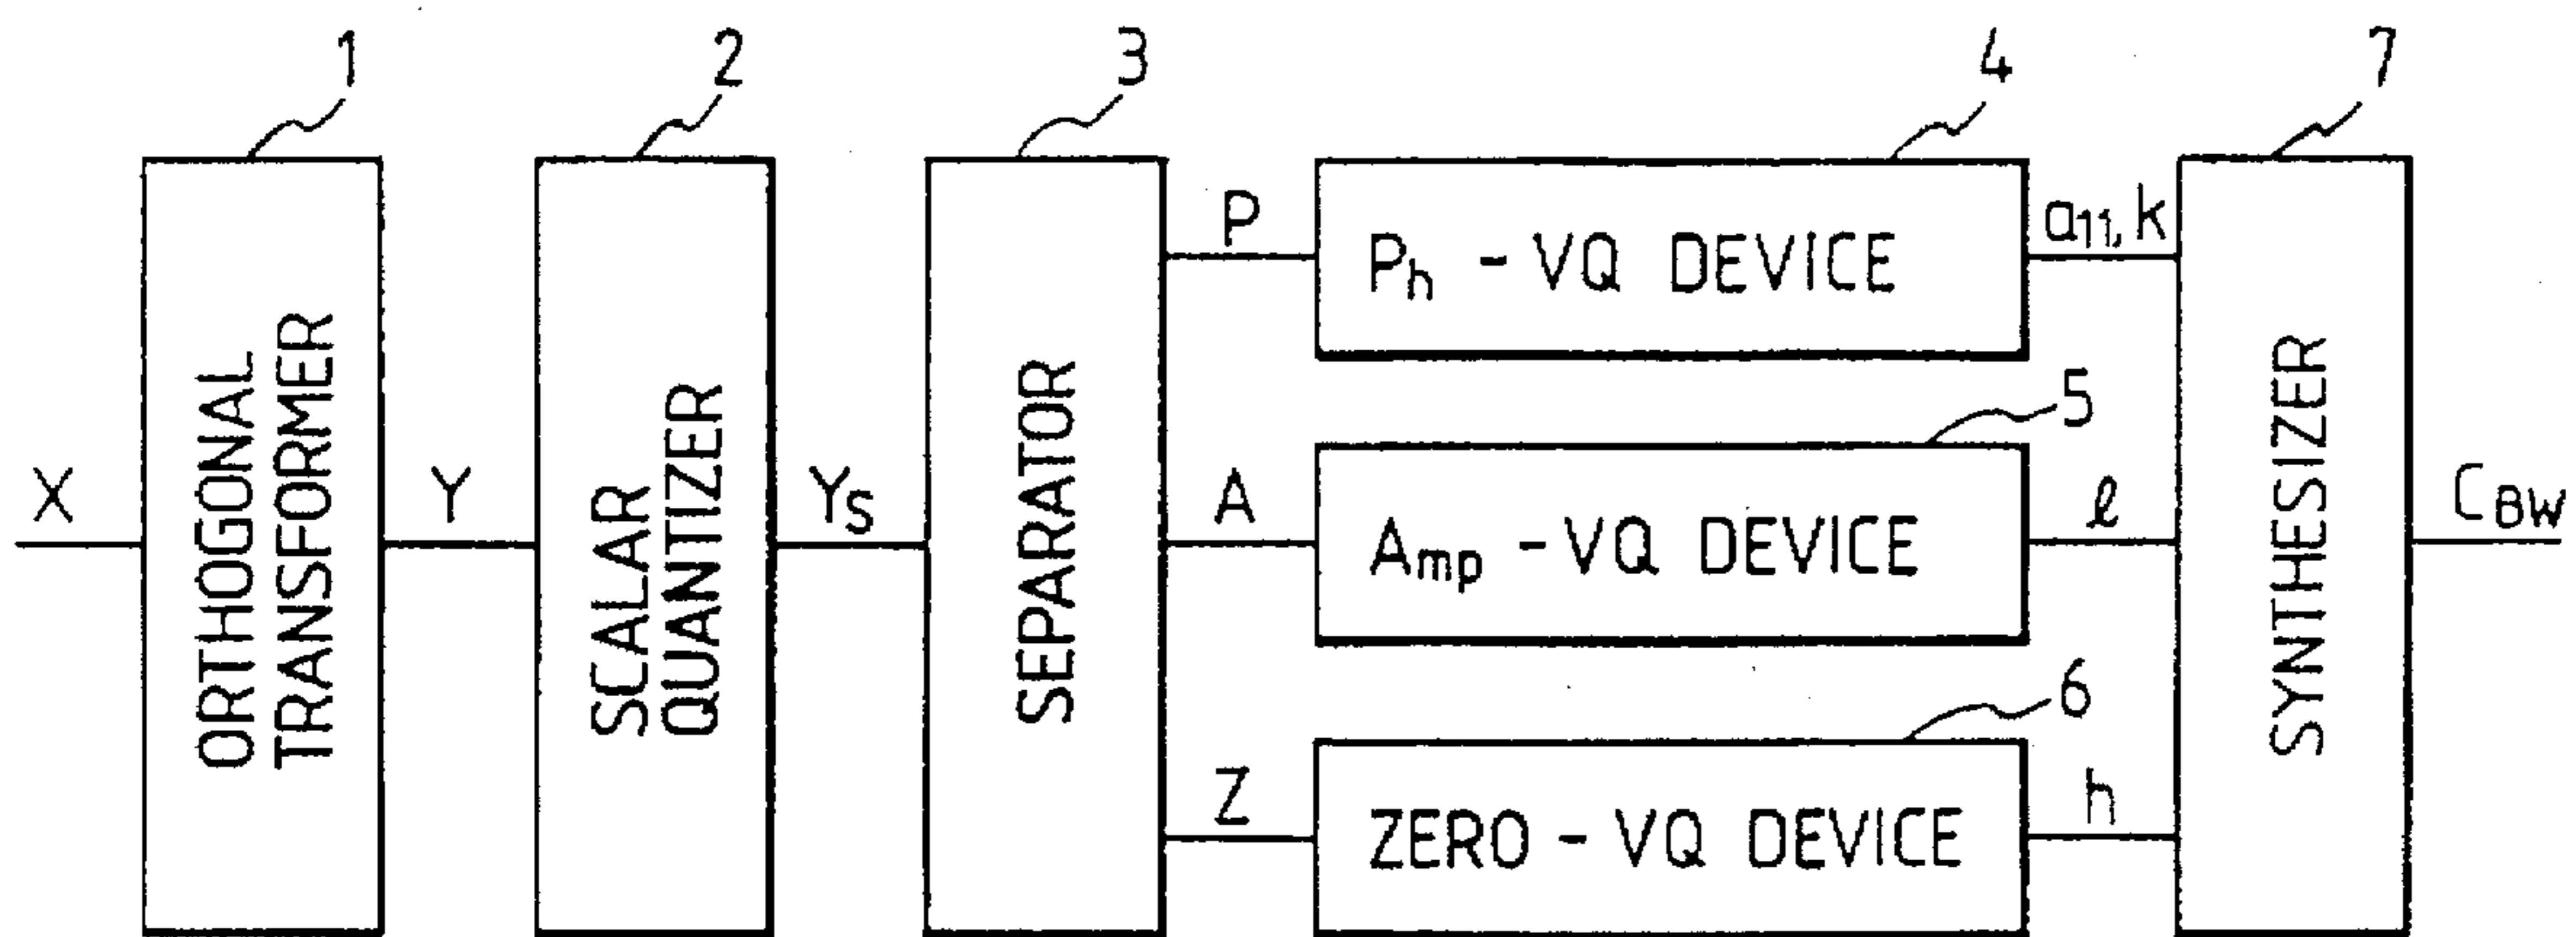 1
2
3
4
7
P
Ph - VQ DEVICE
a11, k
5
X
ORTHOGONAL
TRANSFORMER
Y
SCALAR
QUANTIZER
YS
SEPARATOR
A
Amp - VQ DEVICE
ℓ
SYNTHESIZER
CBW
6
Z
ZERO - VQ DEVICE
h